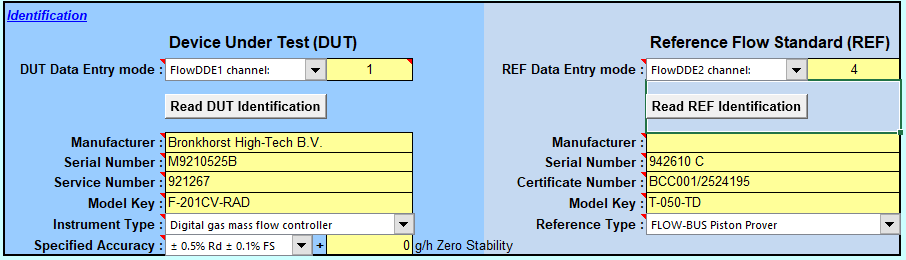 Identification
Device Under Test (DUT) Reference Flow Standard (REF)
DUT Data Entry mode : FlowDDE1 channel: 1 REF Data Entry mode : FlowDDE2 channel: 4
Read DUT Identification Read REF Identification
Manufacturer : Bronkhorst High-Tech B.V. Manufacturer :
Serial Number : M9210525B Serial Number : 942610 C
Service Number : 921267 Certificate Number : BCC001/2524195
Model Key : F-201CV-RAD Model Key : T-050-TD
Instrument Type : Digital gas mass flow controller Reference Type : FLOW-BUS Piston Prover
Specified Accuracy : ± 0.5% Rd ± 0.1% FS + 0 g/h Zero Stability